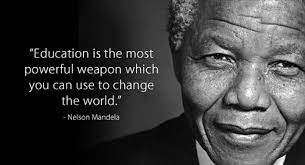 “Education is the most
powerful weapon which
you can use to change
the world.”
- Nelson Mandela